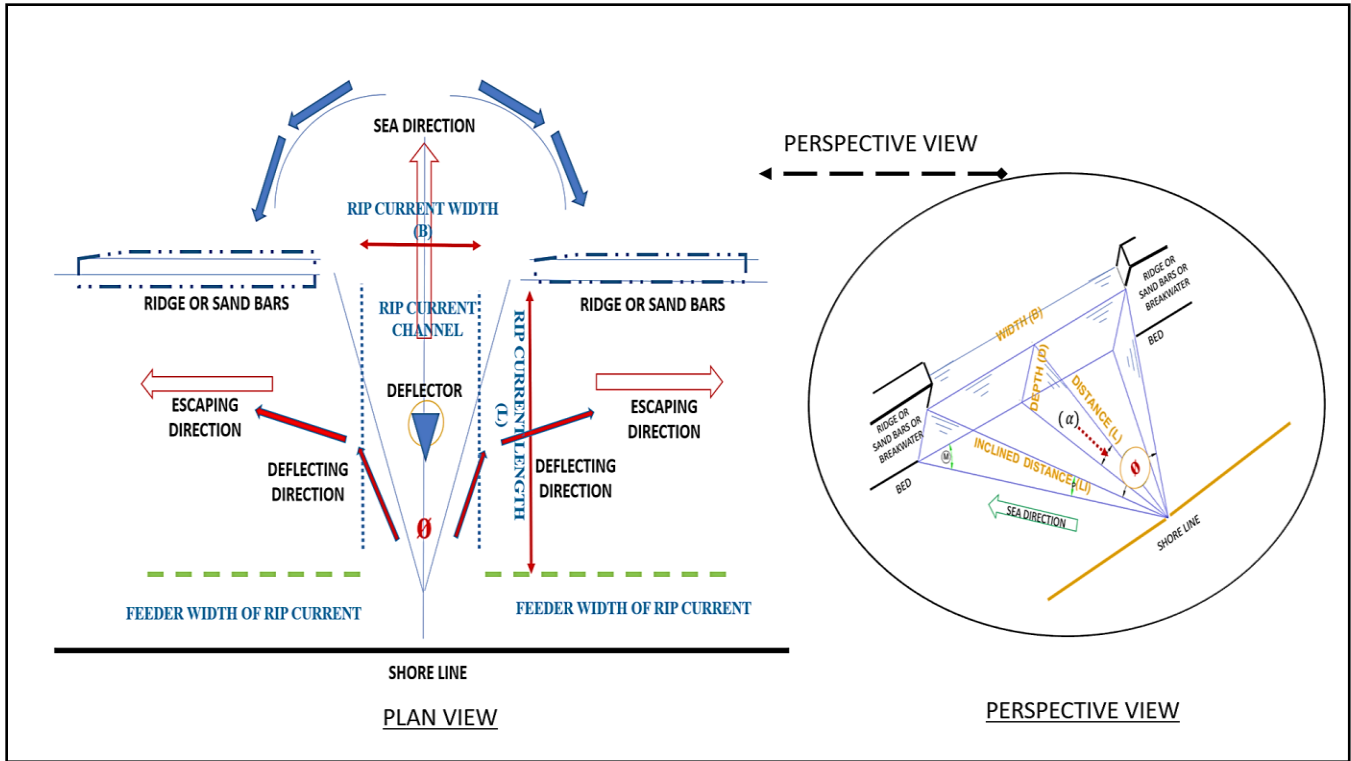 SEA DIRECTION
RIP CURRENT WIDTH
(B)
RIDGE OR SAND BARS
RIP CURRENT
CHANNEL
RIDGE OR SAND BARS
RIP CURRENT LENGTH
(L)
DEFLECTOR
ESCAPING
DIRECTION
ESCAPING
DIRECTION
DEFLECTING
DIRECTION
DEFLECTING
DIRECTION
Ø
FEEDER WIDTH OF RIP CURRENT
FEEDER WIDTH OF RIP CURRENT
SHORE LINE
PLAN VIEW
PERSPECTIVE VIEW
RIDGE OR
SAND BARS OR
BREAKWATER
BED
WIDTH (B)
DEPTH (D)
DISTANCE (L)
(α)
Ø
RIDGE OR
SAND BARS OR
BREAKWATER
BED
M
INCLINED DISTANCE(LI)
SEA DIRECTION
SHORE LINE
PERSPECTIVE VIEW